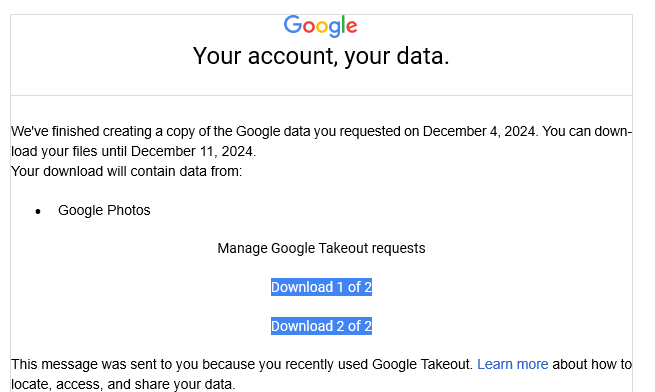 Google
Your account, your data.
We've finished creating a copy of the Google data you requested on December 4, 2024. You can down-
load your files until December 11, 2024.
Your download will contain data from:
• Google Photos
Manage Google Takeout requests
Download 1 of 2
Download 2 of 2
This message was sent to you because you recently used Google Takeout. Learn more about how to
locate, access, and share your data.